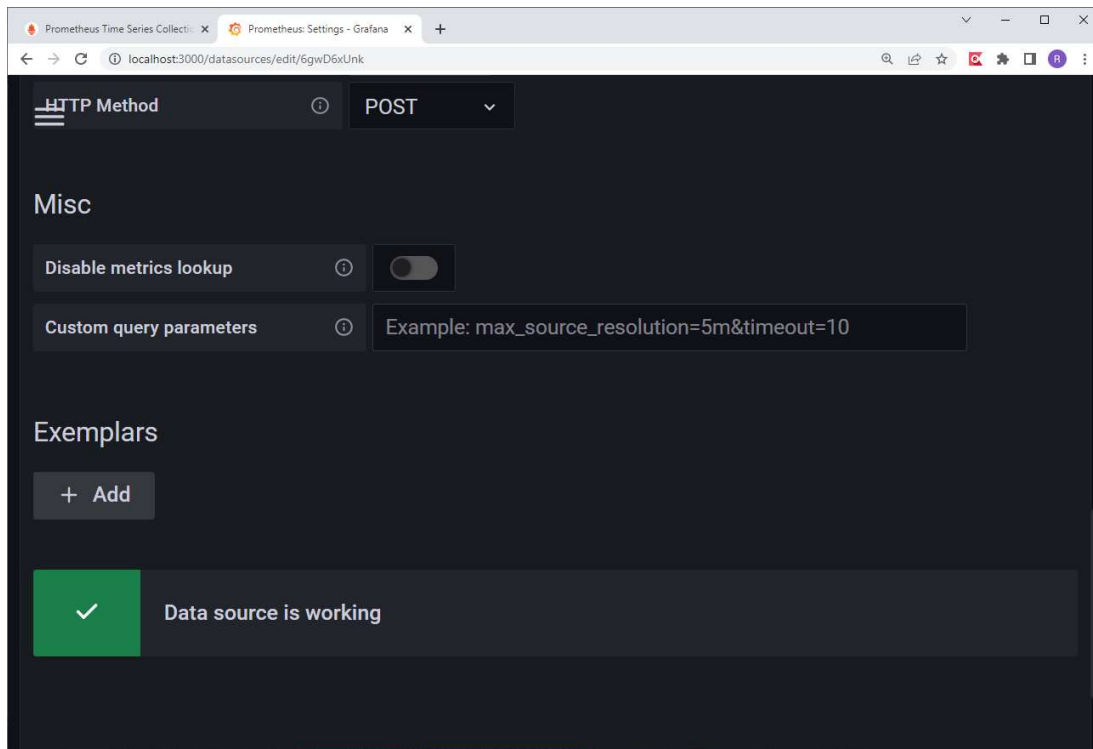 Prometheus Time Series Collectic
Prometheus: Settings - Grafana
localhost:3000/datasources/edit/6gwD6xUnk
R
HTTP Method
POST
Misc
Disable metrics lookup
Custom query parameters
Example: max_source_resolution=5m&timeout=10
Exemplars
+ Add
Data source is working